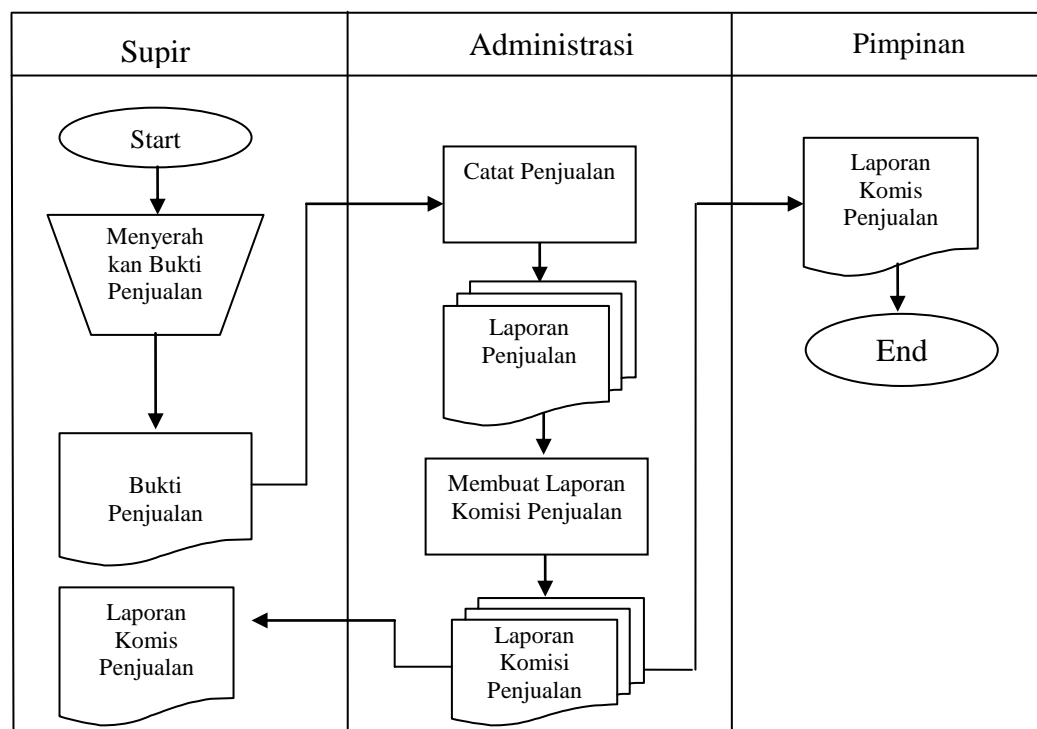 Supir
Administrasi
Pimpinan
Start
Menyerah
kan Bukti
Penjualan
Bukti
Penjualan
Laporan
Komis
Penjualan
Catat Penjualan
Laporan
Penjualan
Membuat Laporan
Komisi Penjualan
Laporan
Komisi
Penjualan
Laporan
Komis
Penjualan
End